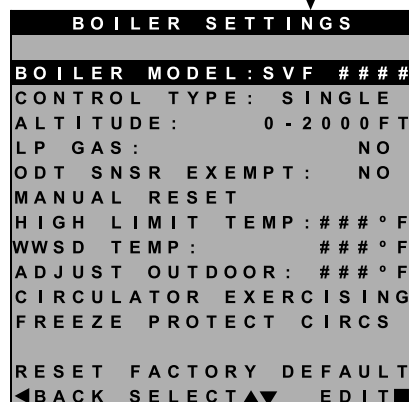 BOILER SETTINGS
BOILER MODEL:SVF ####
CONTROL TYPE: SINGLE
ALTITUDE: 0-2000FT
LP GAS: NO
ODT SNSR EXEMPT: NO
MANUAL RESET
HIGH LIMIT TEMP:###°F
WWSD TEMP: ###°F
ADJUST OUTDOOR: ###°F
CIRCULATOR EXERCISING
FREEZE PROTECT CIRCS
RESET FACTORY DEFAULT
◀BACK SELECT▲▼ EDIT■